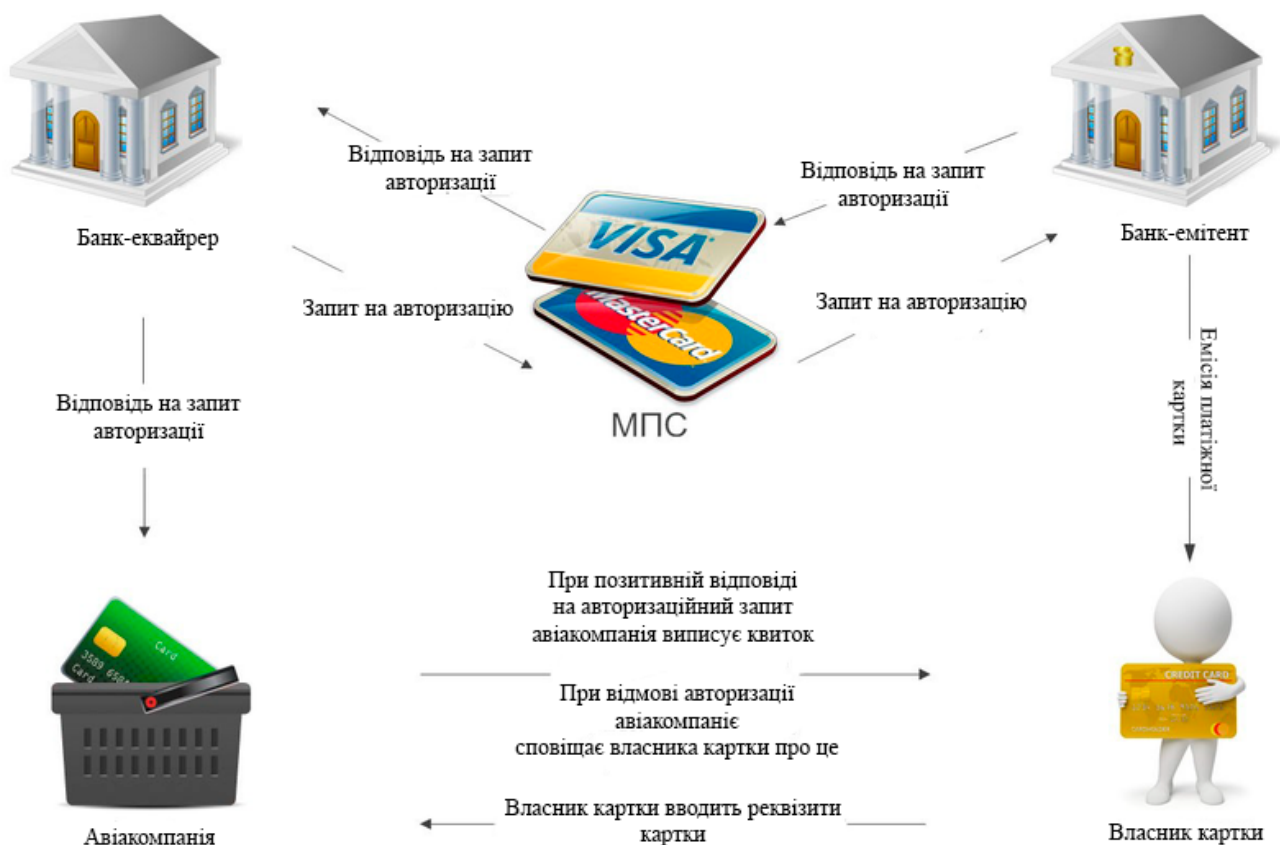 Відповідь на запит
авторизації
Відповідь на запит
авторизації
Банк-еквайрер
VISA
Банк-емітент
Запит на авторизацію
MasterCard
Запит на авторизацію
МПС
Відповідь на запит
авторизації
Емісія платіжної
картки
При позитивній відповіді
на авторизаційний запит
авіакомпанія виписує квиток
Card
Card
CREDIT CARD
При відмові авторизації
авіакомпаніє
сповіщає власника картки про це
Власник картки вводить реквізити
картки
Авіакомпанія
Власник картки